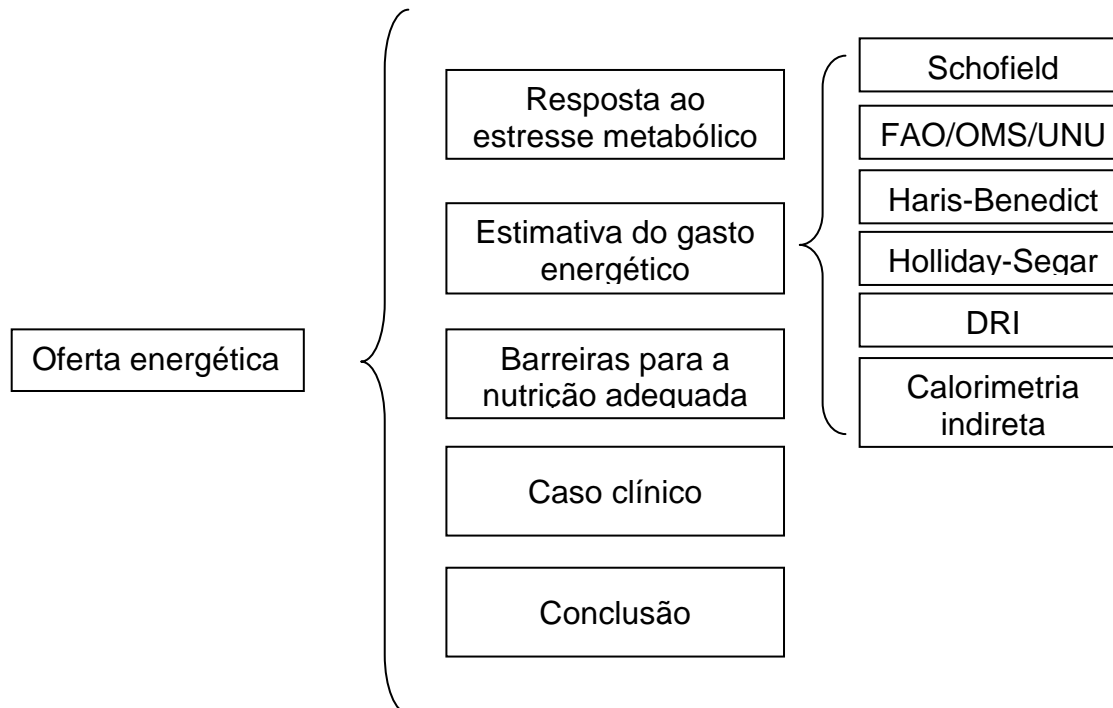 Oferta energética
Resposta ao
estresse metabólico
Estimativa do gasto
energético
Barreiras para a
nutrição adequada
Caso clínico
Conclusão
Schofield
FAO/OMS/UNU
Haris-Benedict
Holliday-Segar
DRI
Calorimetria
indireta